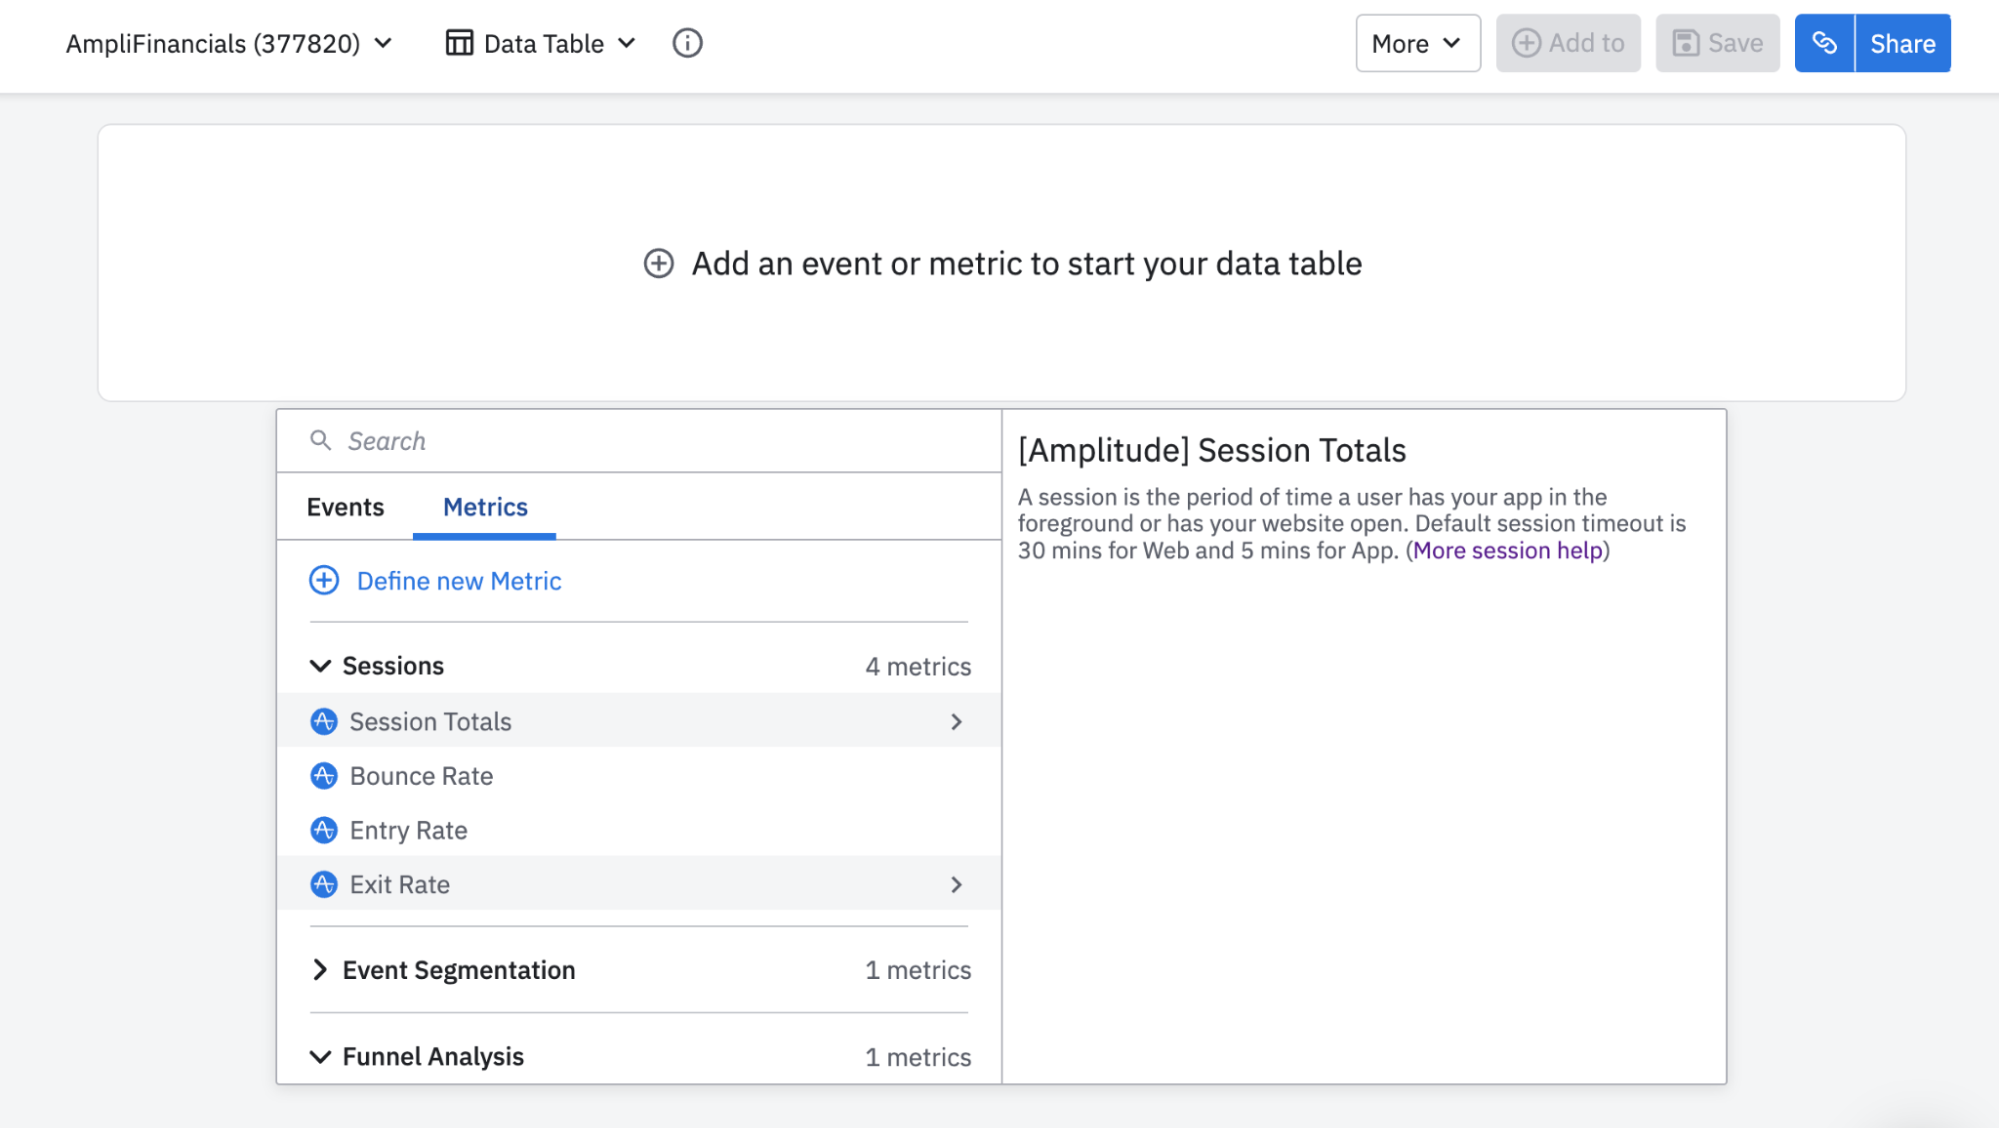 AmpliFinancials (377820)
Data Table
More
Add to
Save
Share
Add an event or metric to start your data table
Search
Events
Metrics
Define new Metric
Sessions
4 metrics
Session Totals
Bounce Rate
Entry Rate
Exit Rate
Event Segmentation
1 metrics
Funnel Analysis
1 metrics
[Amplitude] Session Totals
A session is the period of time a user has your app in the
foreground or has your website open. Default session timeout is
30 mins for Web and 5 mins for App. (More session help)